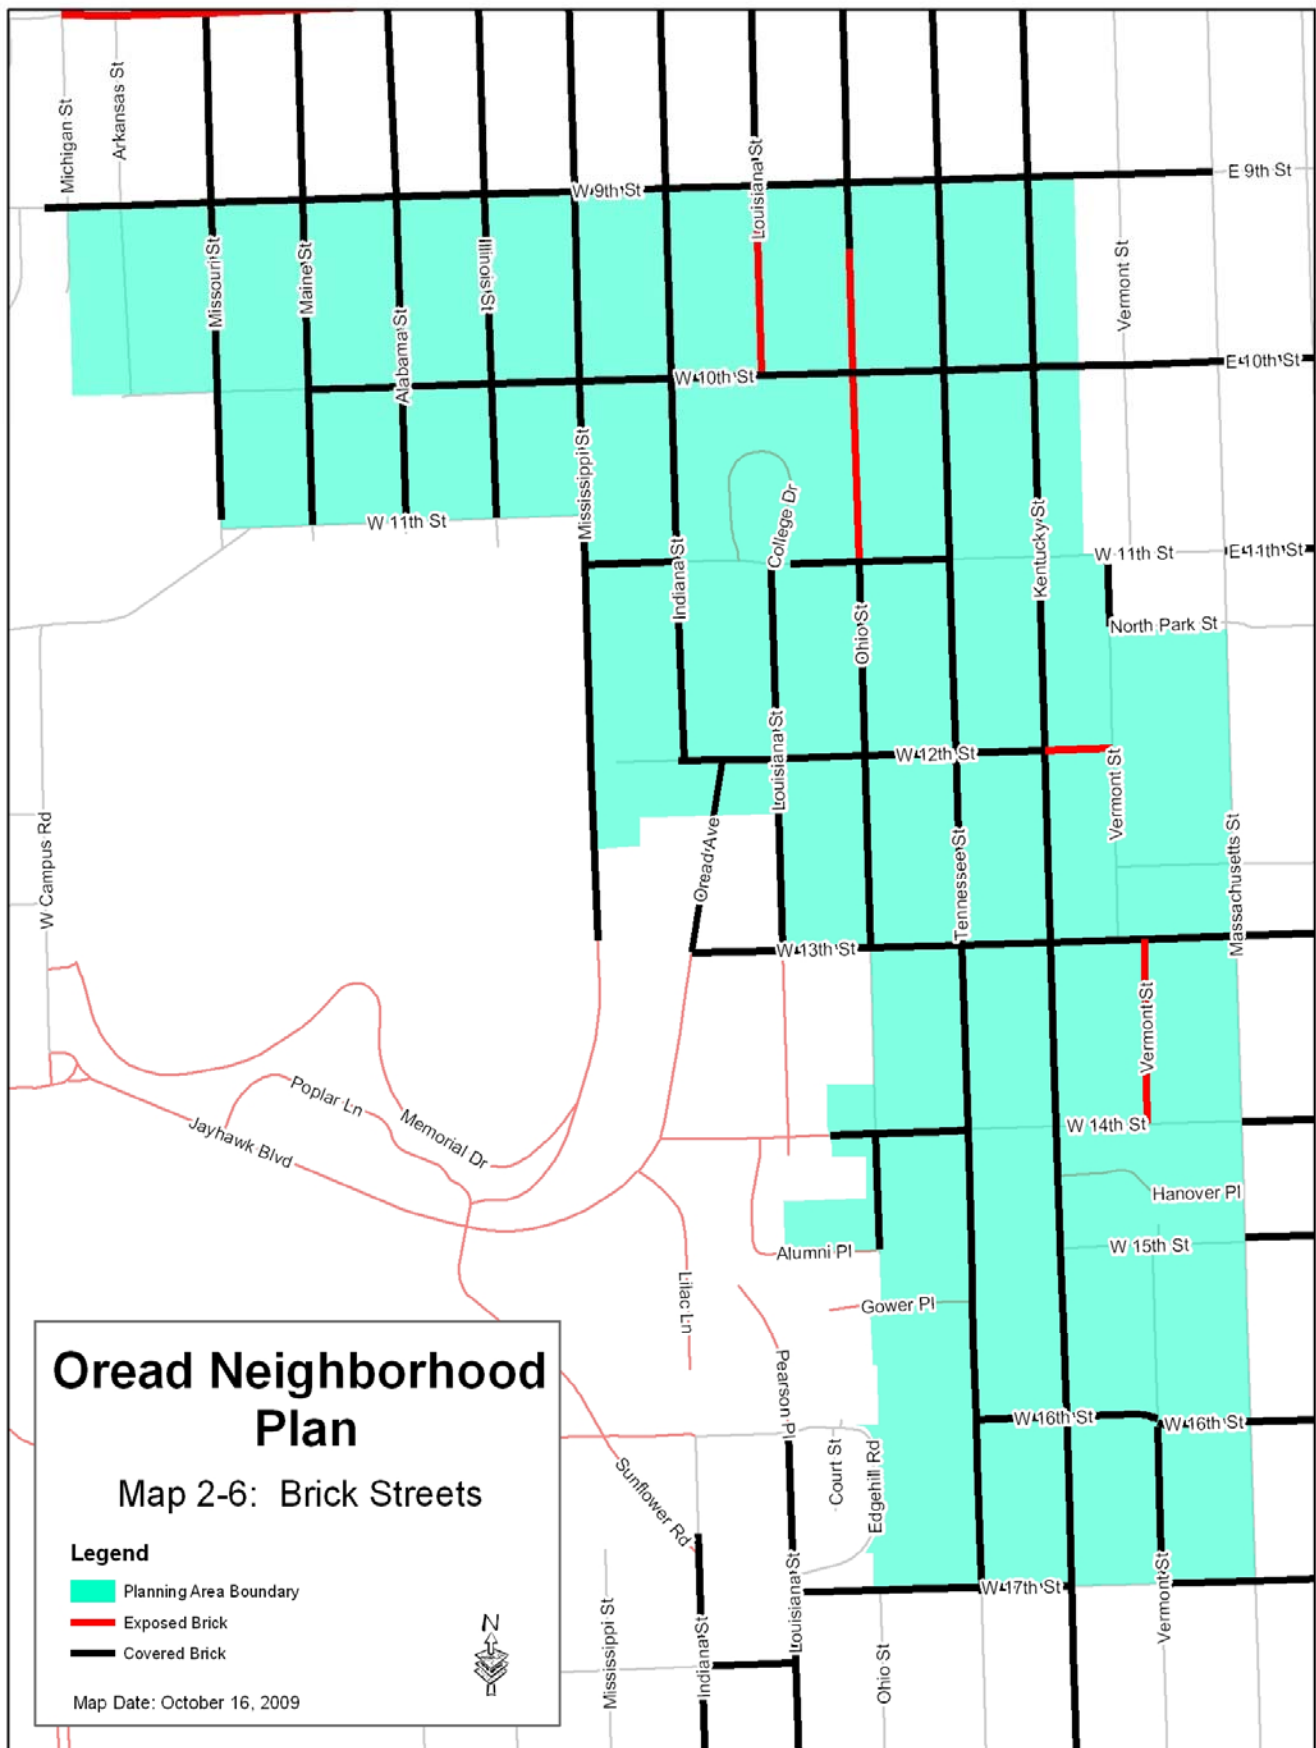 Michigan St
Arkansas St
Louisiana St
W 9th St
E 9th St
Missouri St
Maine St
Alabama St
Illinois St
Vermont St
W 10th St
E 10th St
Mississippi St
College Dr
Kentucky St
W 11th St
Indiana St
W 11th St
E 11th St
North Park St
Ohio St
Louisiana St
W 12th St
Vermont St
W Campus Rd
Oread Ave
Tennessee St
Massachusetts St
W 13th St
Vermont St
Poplar Ln
Memorial Dr
Jayhawk Blvd
W 14th St
Hanover Pl
W 15th St
Alumni Pl
Lilac Ln
Gower Pl
Pearson Pl
W 16th St
W 16th St
Court St
Edgehill Rd
Sunflower Rd
Louisiana St
W 17th St
Vermont St
Mississippi St
Indiana St
Ohio St
Oread Neighborhood
Plan
Map 2-6: Brick Streets
Legend
Planning Area Boundary
Exposed Brick
Covered Brick
N
Map Date: October 16, 2009